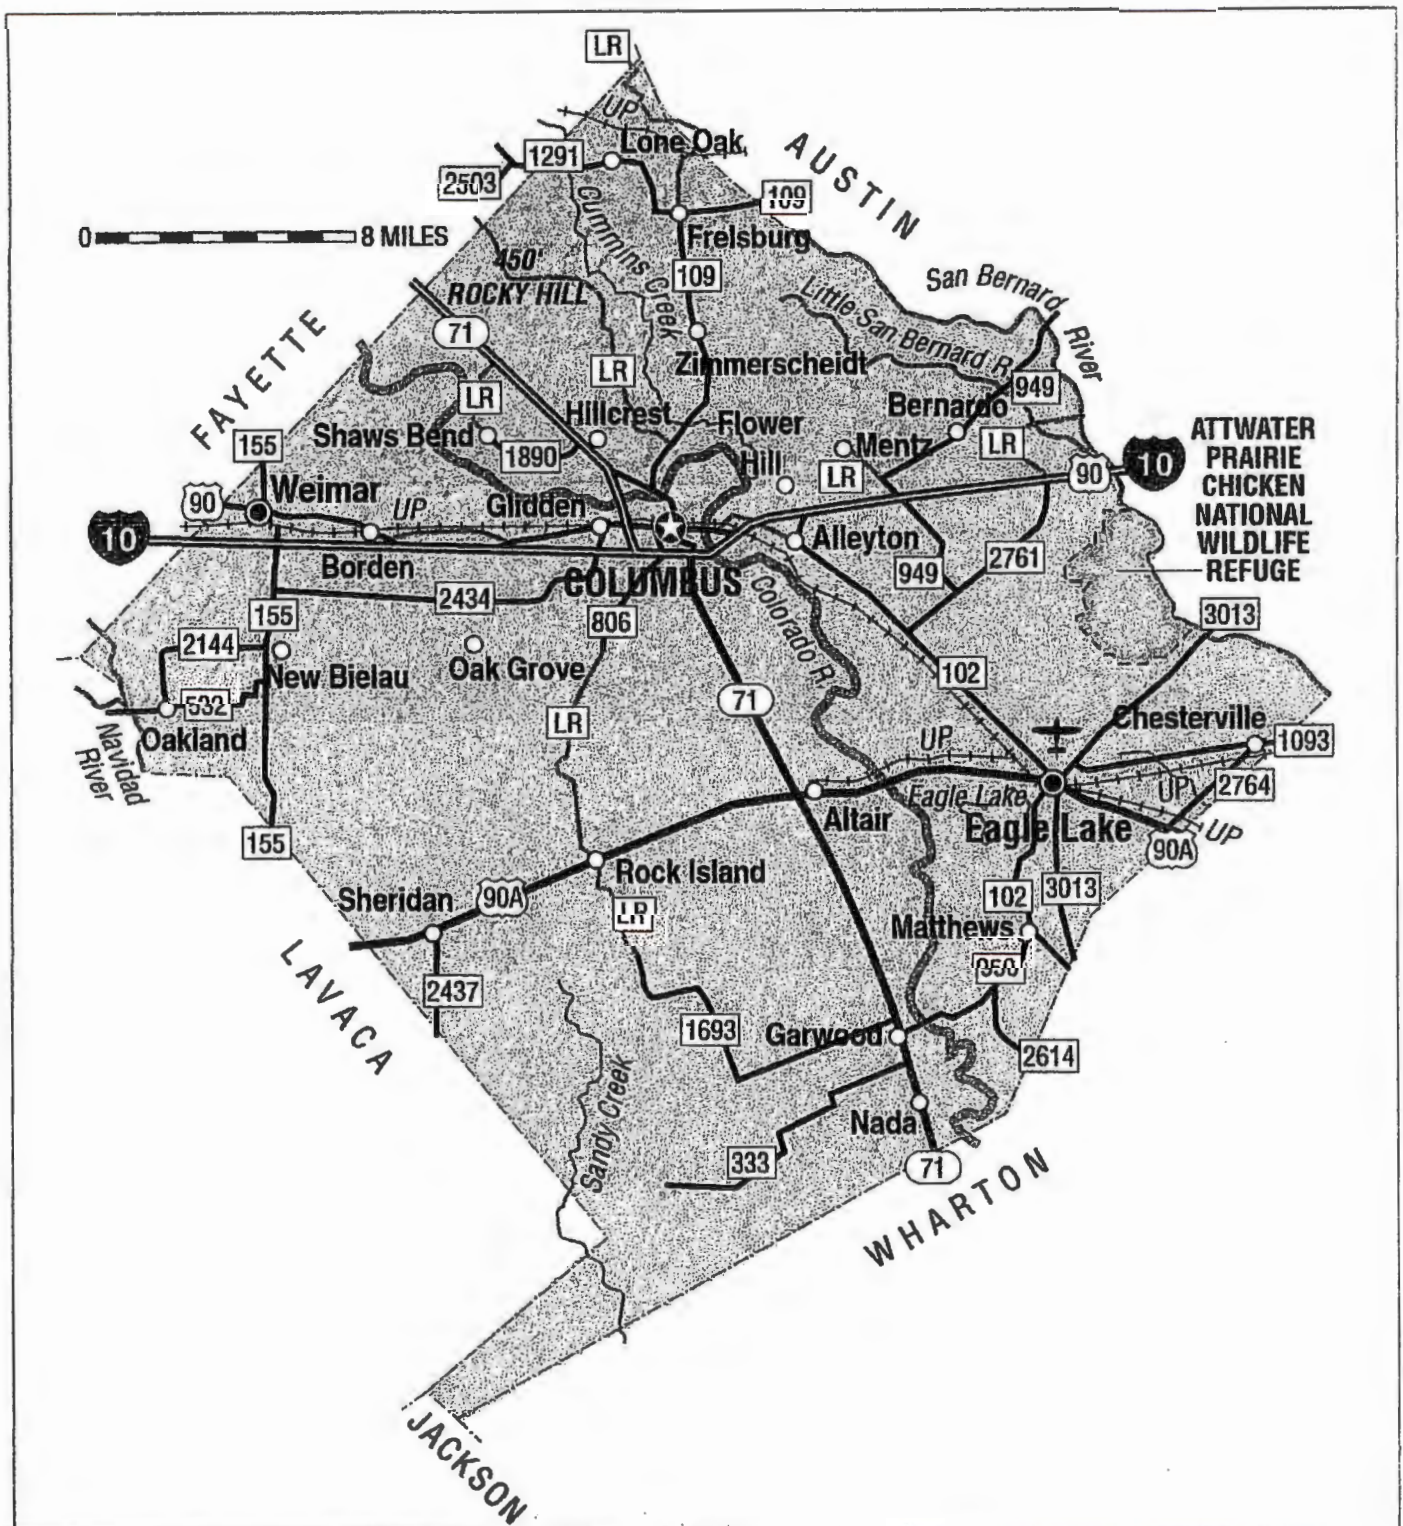 LR
UP
Lone Oak
1291
2503
AUSTIN
109
0 8 MILES
Frelsburg
Cummins Creek
450'
ROCKY HILL
109
San Bernard River
Little San Bernard R.
71
FAYETTE
Zimmerscheidt
LR
LR
949
Bernardo
Hillcrest
Flower Hill
Shaws Bend
1890
Mentz
LR
LR
155
ATTWATER
PRAIRIE
CHICKEN
NATIONAL
WILDLIFE
REFUGE
90
10
90
Weimar
UP
Glidden
10
Borden
Alleyton
COLUMBUS
949
2761
2434
155
806
Colorado R.
3013
2144
New Bielau
Oak Grove
102
71
532
LR
Oakland
Navidad River
Chesterville
1093
UP
UP
2764
Eagle Lake
Altair
Eagle Lake
UP
90A
155
Rock Island
Sheridan
90A
LR
102
3013
Matthews
950
LAVACA
2437
1693
Garwood
2614
Sandy Creek
Nada
333
71
WHARTON
JACKSON